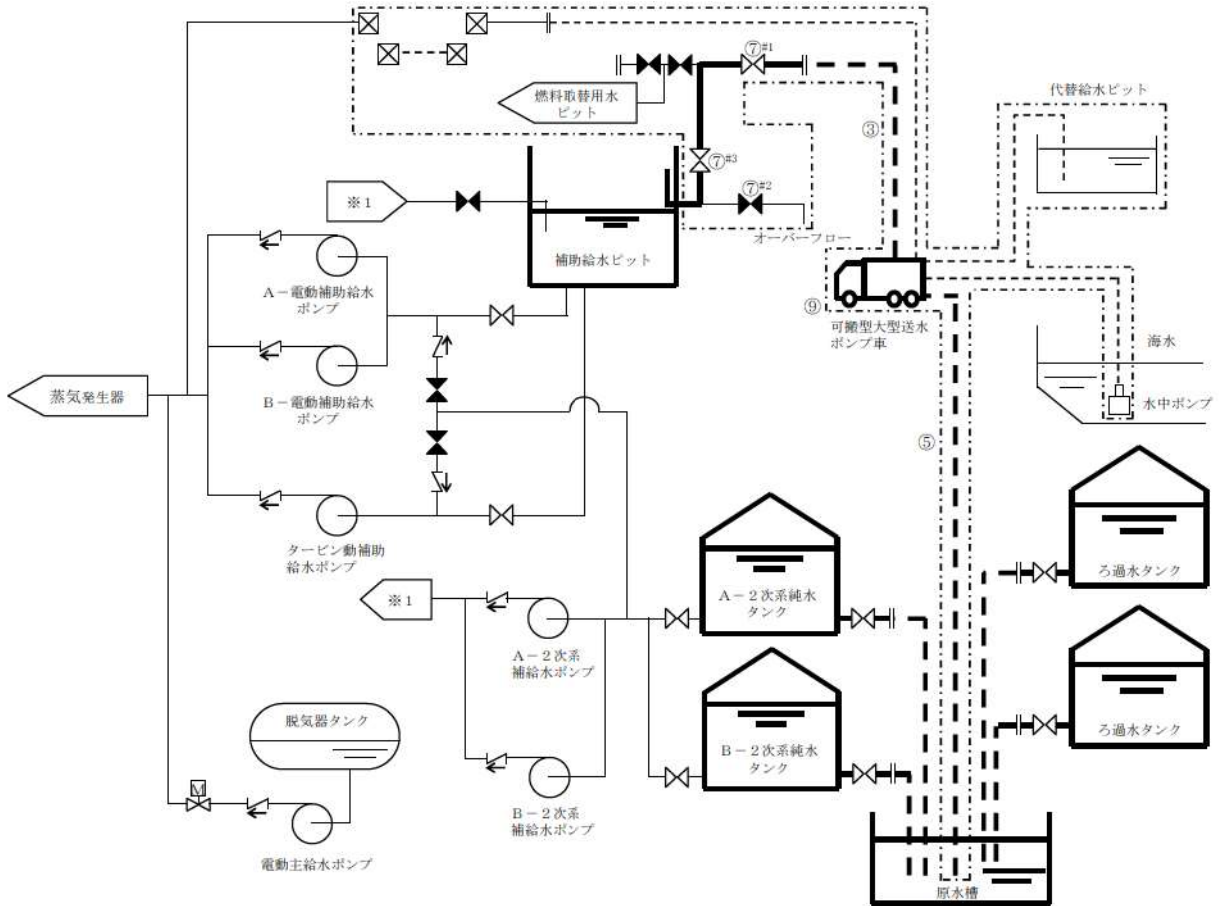 ⑦#1
燃料取替用水
ピット
③
代替給水ピット
⑦#3
⑦#2
※1
オーバーフロー
補助給水ピット
A-電動補助給水
ポンプ
⑨
可搬型大型送水
ポンプ車
海水
蒸気発生器
B-電動補助給水
ポンプ
水中ポンプ
⑤
タービン動補助
給水ポンプ
ろ過水タンク
※1
A-2次系純水
タンク
A-2次系
補給水ポンプ
脱気器タンク
ろ過水タンク
B-2次系純水
タンク
M
B-2次系
補給水ポンプ
電動主給水ポンプ
原水槽